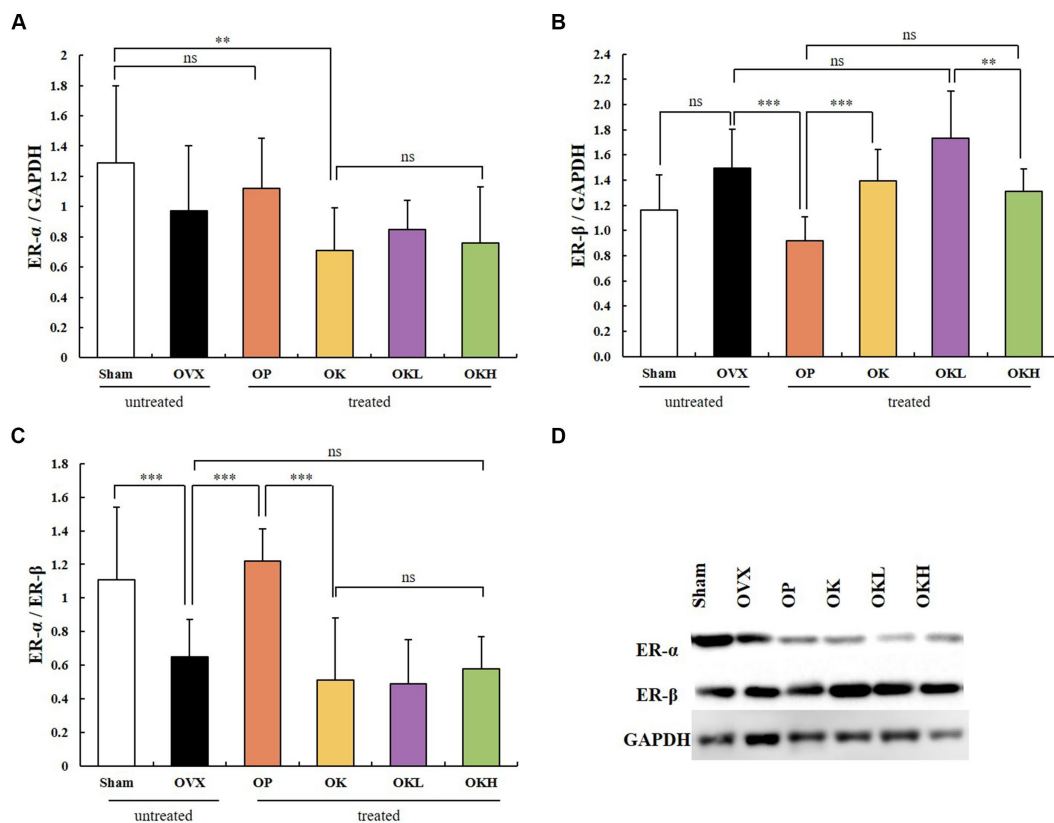 A
ER-α / GAPDH
2
1.8
1.6
1.4
1.2
1
0.8
0.6
0.4
0.2
0
**
ns
ns
Sham OVX OP OK OKL OKH
untreated treated
B
ER-β / GAPDH
2.4
2.2
2.0
1.8
1.6
1.4
1.2
1.0
0.8
0.6
0.4
0.2
0.0
ns
ns **
ns *** ***
Sham OVX OP OK OKL OKH
untreated treated
C
ER-α / ER-β
1.8
1.6
1.4
1.2
1
0.8
0.6
0.4
0.2
0
ns
*** *** ***
ns
Sham OVX OP OK OKL OKH
untreated treated
D
Sham OVX OP OK OKL OKH
ER-α
ER-β
GAPDH